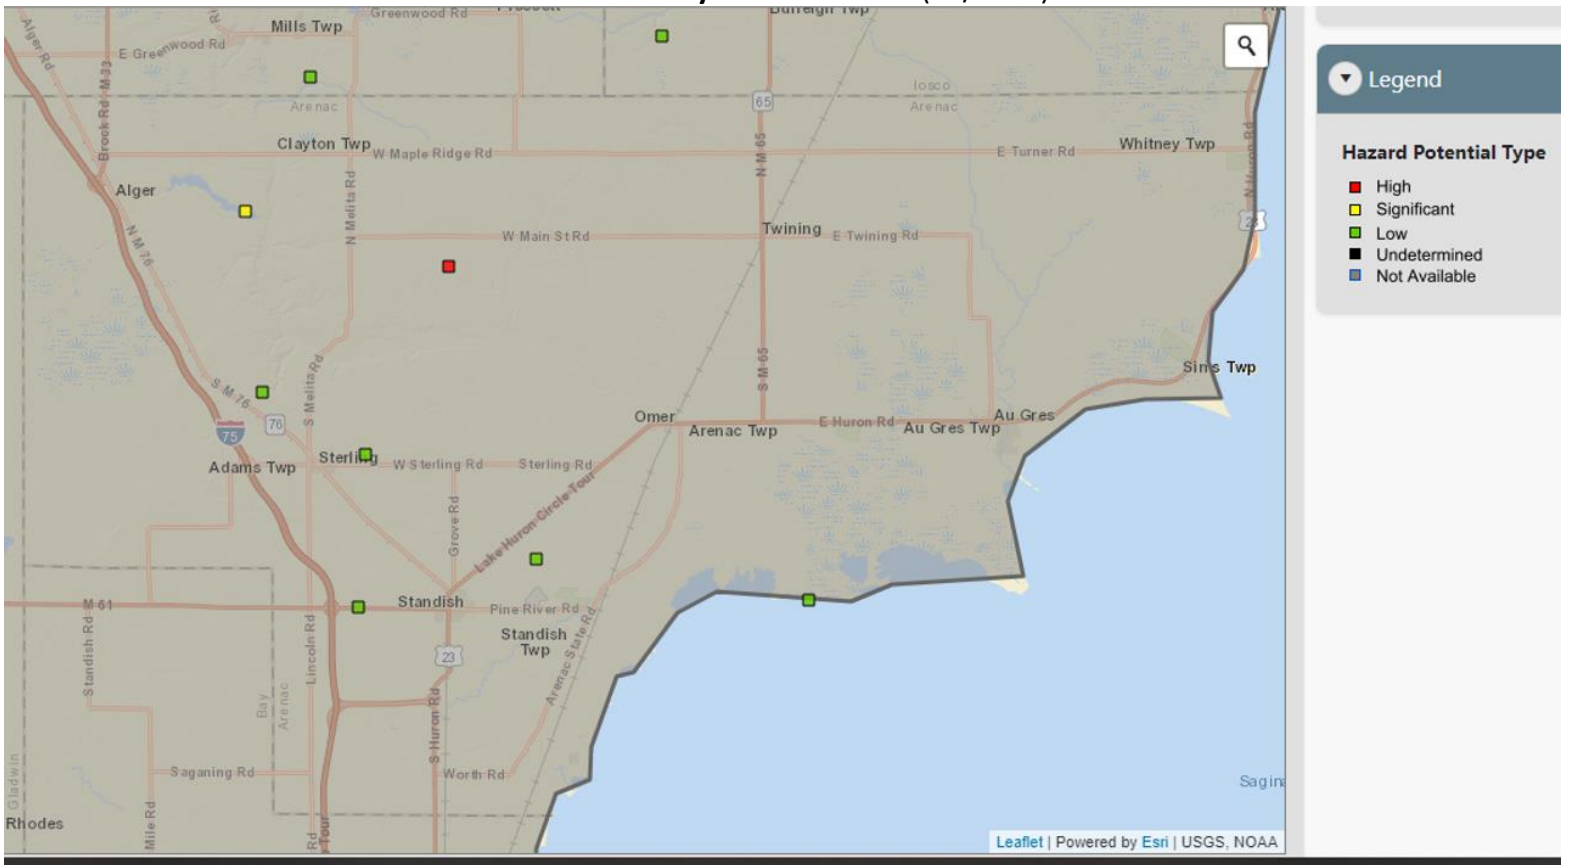 Greenwood Rd
Mills Twp
Alger Rd
E Greenwood Rd
Brock Rd M 33
Iosco
Arenac
Arenac
65
Clayton Twp
W Maple Ridge Rd
N M 65
E Turner Rd
Whitney Twp
N Huron Rd
Alger
N Melita Rd
N M 76
W Main St Rd
Twining
E Twining Rd
23
S M 65
Sims Twp
S M 76
S Melita Rd
76
75
Omer
Arenac Twp
E Huron Rd
Au Gres Twp
Au Gres
Adams Twp
Sterling
W Sterling Rd
Sterling Rd
Grove Rd
Lake Huron Circle Tour
M 61
Standish
Pine River Rd
Standish
Twp
23
Standish Rd
Lincoln Rd
Arenac State Rd
Bay
Arenac
S Huron Rd
Saganing Rd
Worth Rd
Gladwin
Mile Rd
Rd
Tour
Rhodes
Leaflet | Powered by Esri | USGS, NOAA
Legend
Hazard Potential Type
High
Significant
Low
Undetermined
Not Available